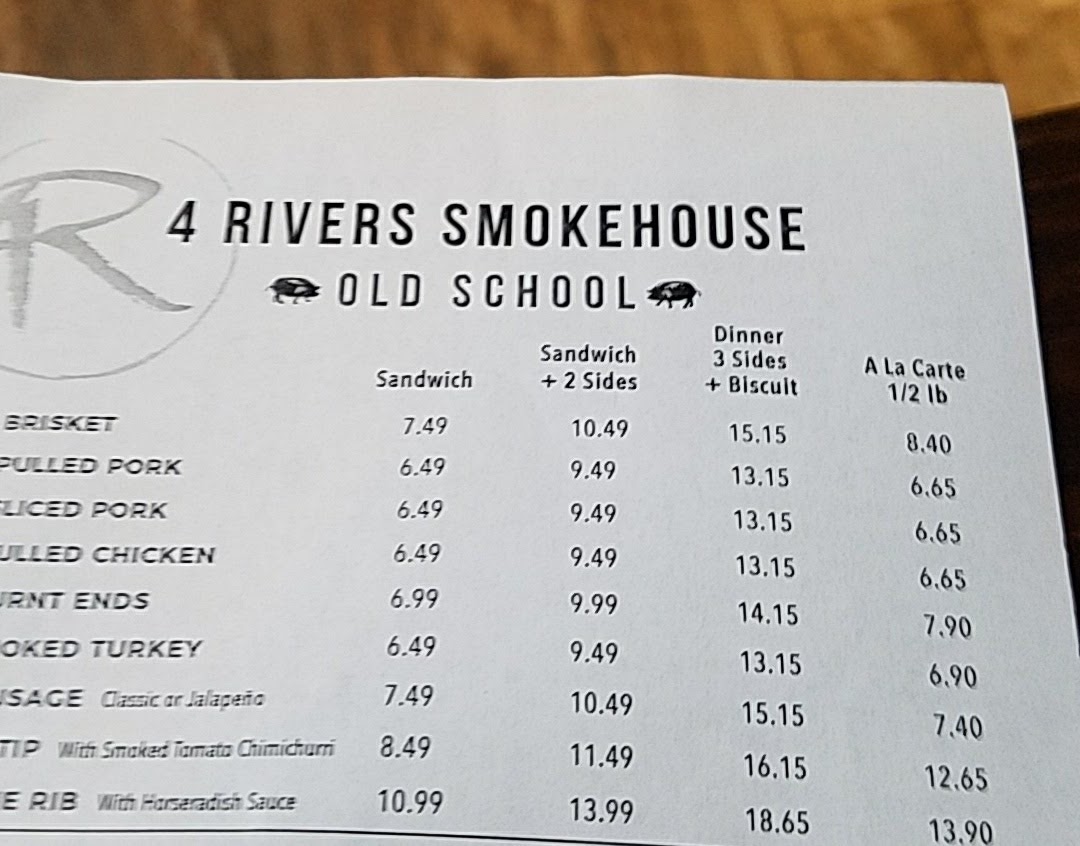 R
4 RIVERS SMOKEHOUSE
OLD SCHOOL
Sandwich Sandwich + 2 Sides Dinner 3 Sides + Biscuit A La Carte 1/2 lb
BRISKET 7.49 10.49 15.15 8.40
PULLED PORK 6.49 9.49 13.15 6.65
LICED PORK 6.49 9.49 13.15 6.65
ULLED CHICKEN 6.49 9.49 13.15 6.65
URNT ENDS 6.99 9.99 14.15 7.90
OKED TURKEY 6.49 9.49 13.15 6.90
USAGE Classic or Jalapeño 7.49 10.49 15.15 7.40
TIP With Smoked Tomato Chimichurri 8.49 11.49 16.15 12.65
E RIB With Horseradish Sauce 10.99 13.99 18.65 13.90